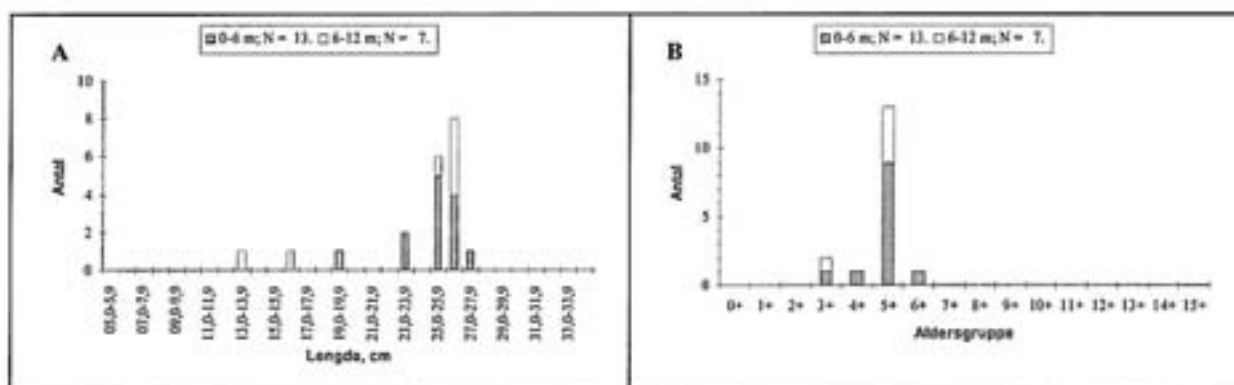 A
0-6 m; N = 13. 6-12 m; N = 7.
10
8
6
4
2
0
Antal
05,0-5,9
07,0-7,9
09,0-9,9
11,0-11,9
13,0-13,9
15,0-15,9
17,0-17,9
19,0-19,9
21,0-21,9
23,0-23,9
25,0-25,9
27,0-27,9
29,0-29,9
31,0-31,9
33,0-33,9
Lengda, cm
B
0-6 m; N = 13. 6-12 m; N = 7.
15
10
5
0
Antal
0+ 1+ 2+ 3+ 4+ 5+ 6+ 7+ 8+ 9+ 10+ 11+ 12+ 13+ 14+ 15+
Aldersgruppe